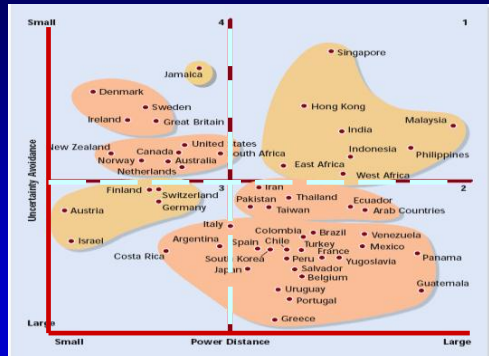 Small 4 1
Singapore
Jamaica
Denmark
Sweden
Hong Kong
Ireland Great Britain
Malaysia
India
New Zealand Canada United States
Indonesia Philippines
Norway Australia South Africa
East Africa
Netherlands
West Africa
Uncertainty Avoidance
Finland 3 Iran 2
Switzerland
Pakistan Thailand Ecuador
Germany
Austria Taiwan Arab Countries
Italy
Colombia Brazil Venezuela
Israel
Argentina Spain Chile Turkey Mexico
Costa Rica South Korea Peru France Yugoslavia Panama
Japan Salvador
Belgium
Uruguay Guatemala
Portugal
Greece
Large
Small Power Distance Large